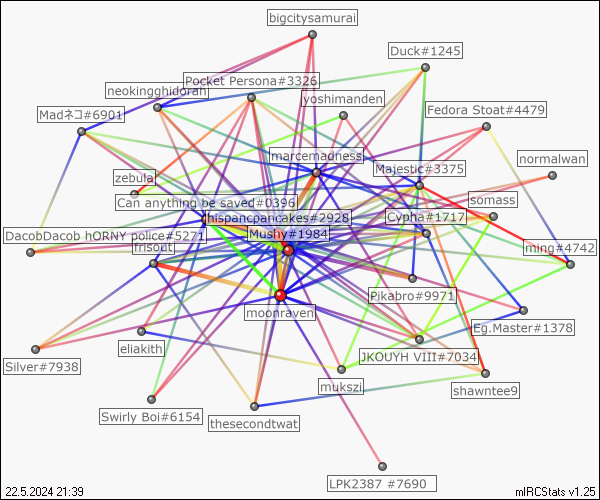 bigcitysamurai
Duck#1245
Pocket Persona#3326
neokingghidorah
yoshimanden
Fedora Stoat#4479
Madネコ#6901
marcemadness
normalwan
Majestic#3375
zebula
Can anything be saved#0396
somass
hispancpancakes#2928
Cypha#1717
DacobDacob hORNY police#5271
Mushy#1984
frisout
ming#4742
Pikabro#9971
moonraven
Eg.Master#1378
eliakith
JKOUYH VIII#7034
Silver#7938
mukszi
shawntee9
Swirly Boi#6154
thesecondtwat
LPK2387 #7690
22.5.2024 21:39
mIRCStats v1.25